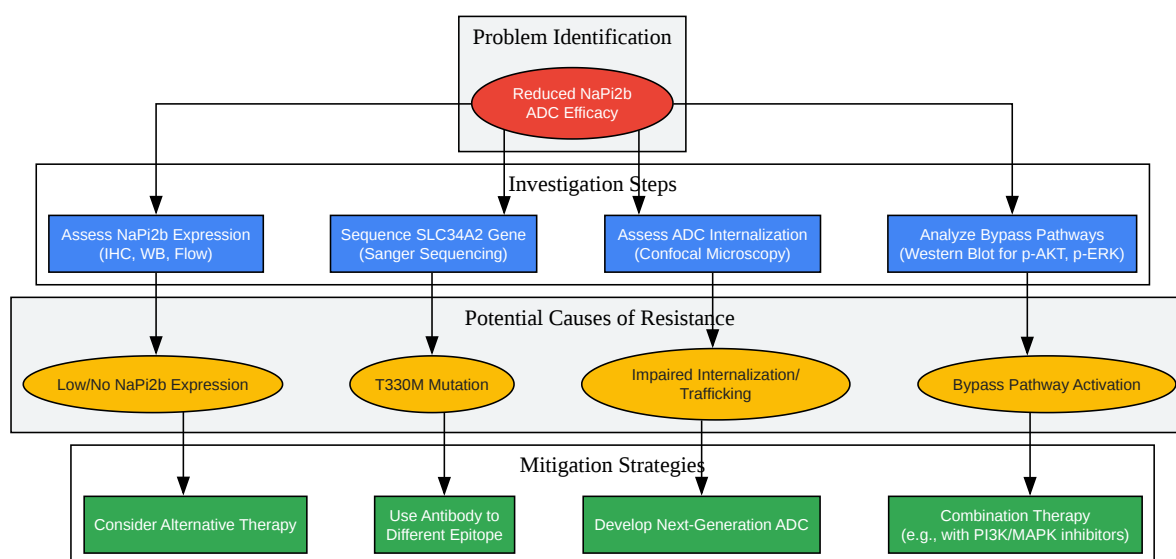 Problem Identification
Reduced NaPi2b
ADC Efficacy
Investigation Steps
Assess NaPi2b Expression
(IHC, WB, Flow)
Sequence SLC34A2 Gene
(Sanger Sequencing)
Assess ADC Internalization
(Confocal Microscopy)
Analyze Bypass Pathways
(Western Blot for p-AKT, p-ERK)
Potential Causes of Resistance
Low/No NaPi2b Expression
T330M Mutation
Impaired Internalization/
Trafficking
Bypass Pathway Activation
Mitigation Strategies
Consider Alternative Therapy
Use Antibody to
Different Epitope
Develop Next-Generation ADC
Combination Therapy
(e.g., with PI3K/MAPK inhibitors)